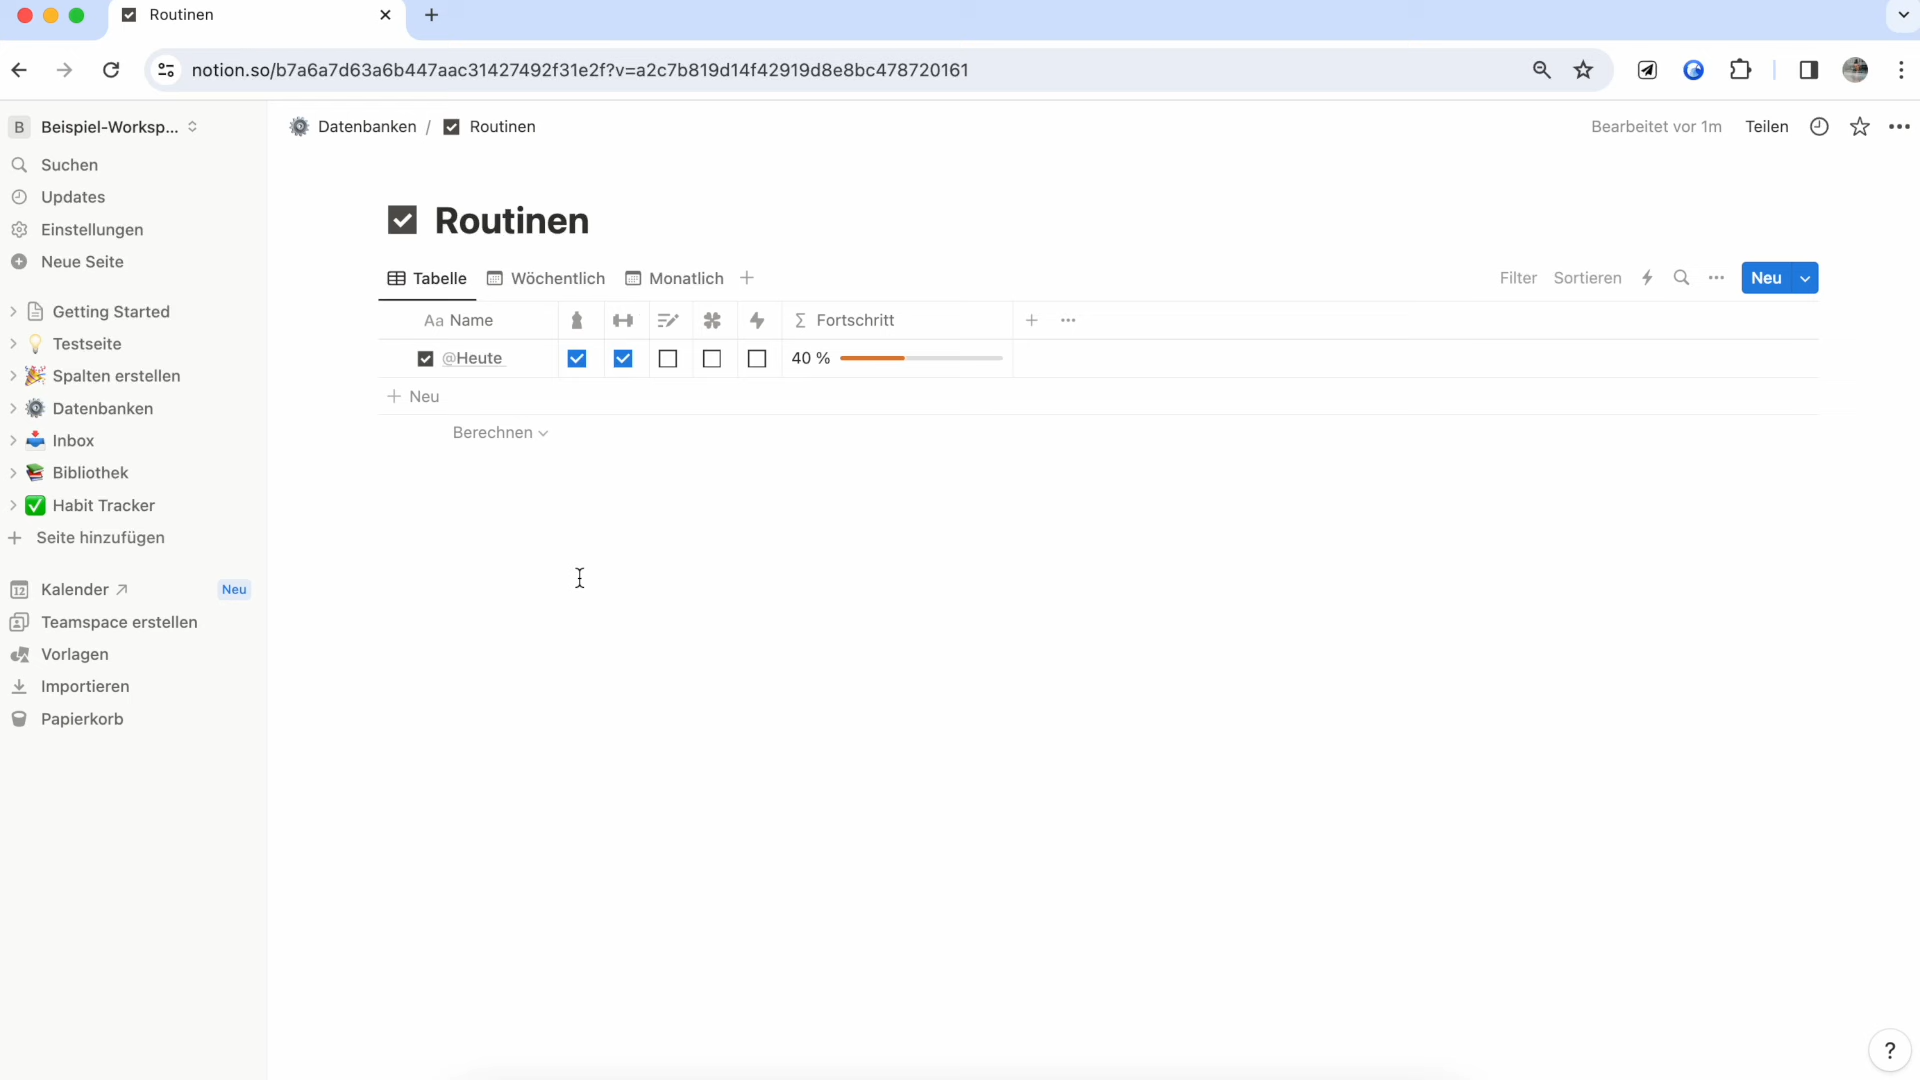 Routinen
notion.so/b7a6a7d63a6b447aac31427492f31e2f?v=a2c7b819d14f42919d8e8bc478720161
B Beispiel-Worksp...
Datenbanken / Routinen
Bearbeitet vor 1m Teilen
Suchen
Updates
Einstellungen
Neue Seite
Getting Started
Testseite
Spalten erstellen
Datenbanken
Inbox
Bibliothek
Habit Tracker
Seite hinzufügen
12 Kalender ↗ Neu
Teamspace erstellen
Vorlagen
Importieren
Papierkorb
Routinen
Tabelle Wöchentlich Monatlich +
Filter Sortieren Neu
Aa Name Σ Fortschritt + ...
@Heute 40 %
+ Neu
Berechnen
?